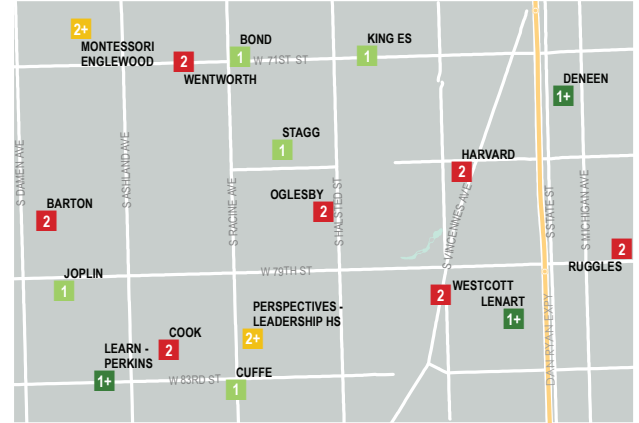 2+
MONTESSORI
ENGLEWOOD
2
WENTWORTH
BOND
1
W 71ST ST
KING ES
1
DENEEN
1+
STAGG
1
HARVARD
2
S DAMEN AVE
S ASHLAND AVE
S RACINE AVE
S HALSTED ST
S VINCENNES AVE
S STATE ST
S MICHIGAN AVE
BARTON
2
OGLESBY
2
2
RUGGLES
JOPLIN
1
W 79TH ST
2
WESTCOTT
LENART
1+
PERSPECTIVES -
LEADERSHIP HS
2+
COOK
2
LEARN -
PERKINS
1+
W 83RD ST
CUFFE
1
DAN RYAN EXPY